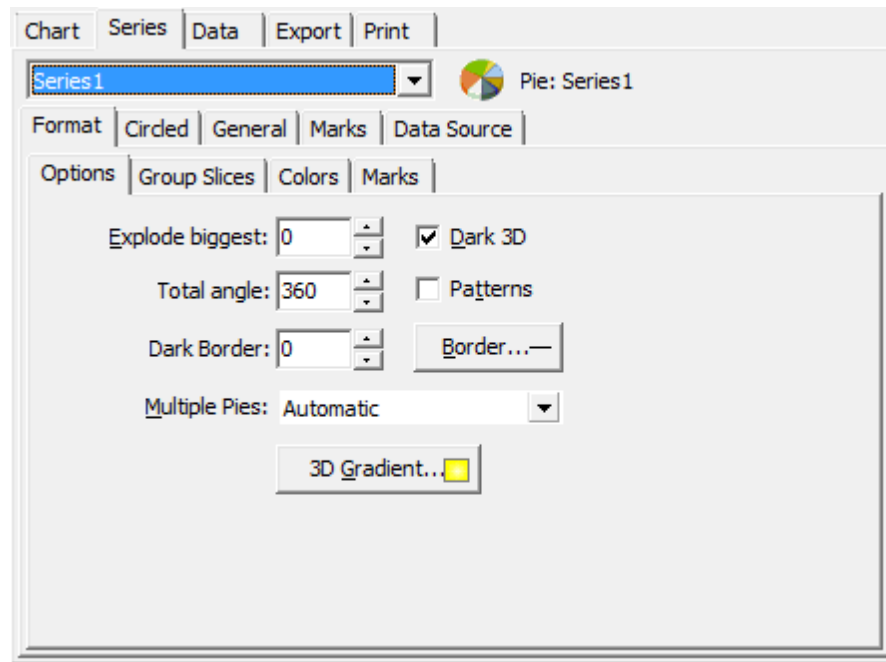 Chart Series Data Export Print
Series1 Pie: Series1
Format Circled General Marks Data Source
Options Group Slices Colors Marks
Explode biggest: 0 Dark 3D
Total angle: 360 Patterns
Dark Border: 0 Border...
Multiple Pies: Automatic
3D Gradient...